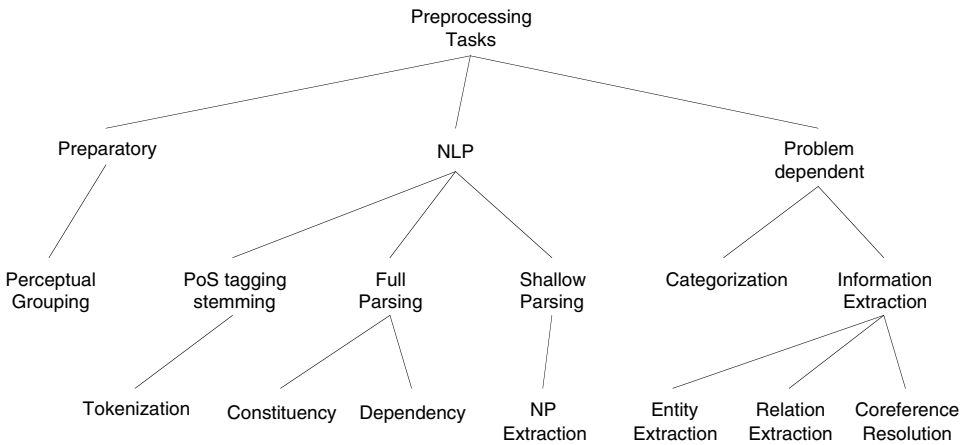 Preprocessing
Tasks
Preparatory
NLP
Problem
dependent
Perceptual
Grouping
PoS tagging
stemming
Full
Parsing
Shallow
Parsing
Categorization
Information
Extraction
Tokenization
Constituency
Dependency
NP
Extraction
Entity
Extraction
Relation
Extraction
Coreference
Resolution